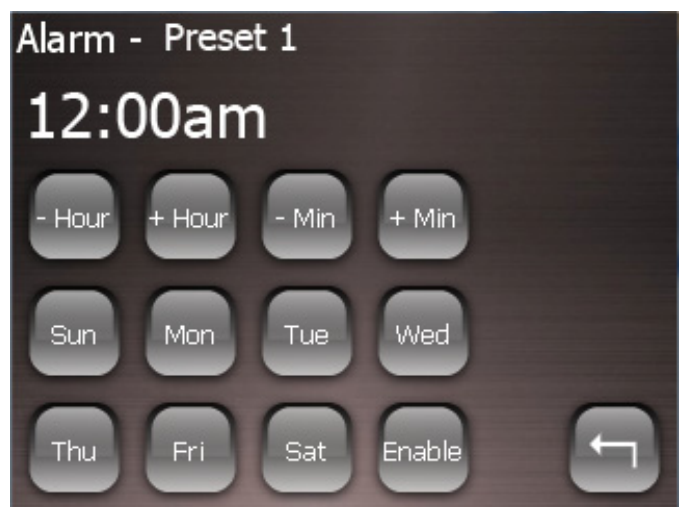 Alarm - Preset 1
12:00am
- Hour + Hour - Min + Min
Sun Mon Tue Wed
Thu Fri Sat Enable